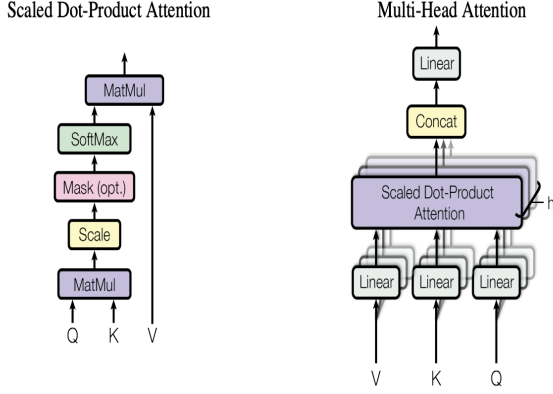 Scaled Dot-Product Attention
MatMul
SoftMax
Mask (opt.)
Scale
MatMul
Q K V
Multi-Head Attention
Linear
Concat
Scaled Dot-Product
Attention
h
Linear Linear Linear
V K Q